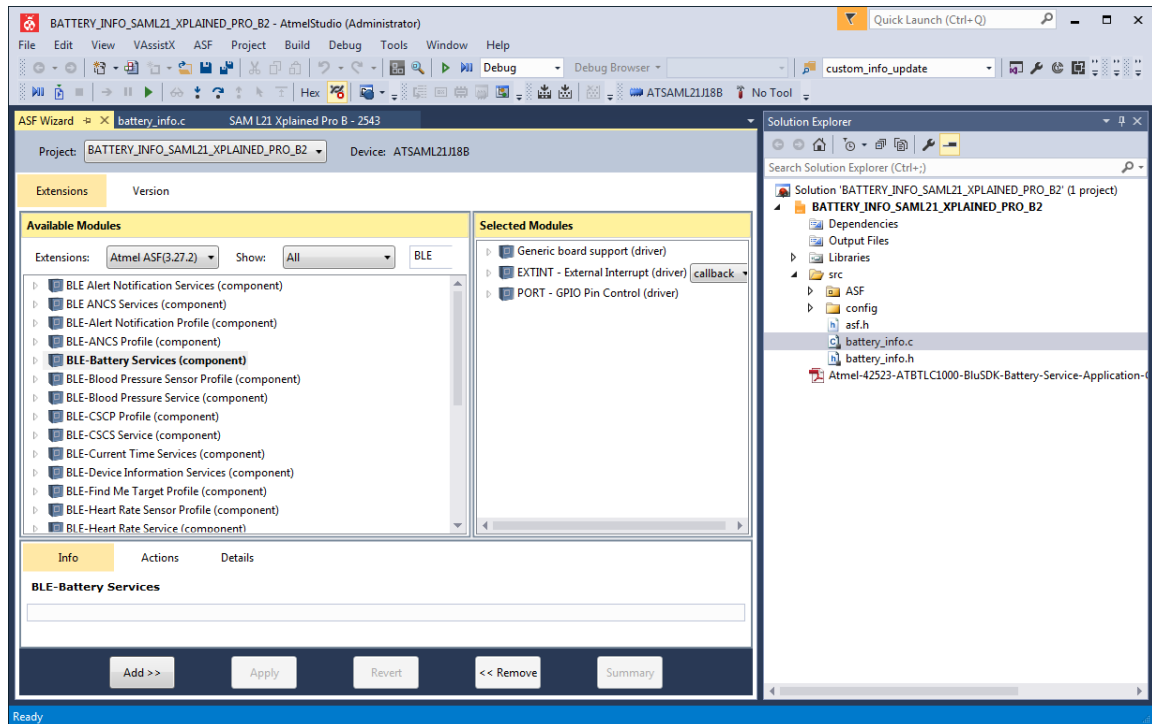 BATTERY_INFO_SAML21_XPLAINED_PRO_B2 - AtmelStudio (Administrator)
Quick Launch (Ctrl+Q)
File Edit View VAssistX ASF Project Build Debug Tools Window Help
Debug Debug Browser custom_info_update
Hex ATSAML21J18B No Tool
ASF Wizard battery_info.c SAM L21 Xplained Pro B - 2543
Project: BATTERY_INFO_SAML21_XPLAINED_PRO_B2 Device: ATSAML21J18B
Extensions Version
Available Modules
Extensions: Atmel ASF(3.27.2) Show: All BLE
BLE Alert Notification Services (component)
BLE ANCS Services (component)
BLE-Alert Notification Profile (component)
BLE-ANCS Profile (component)
BLE-Battery Services (component)
BLE-Blood Pressure Sensor Profile (component)
BLE-Blood Pressure Service (component)
BLE-CSCP Profile (component)
BLE-CSCS Service (component)
BLE-Current Time Services (component)
BLE-Device Information Services (component)
BLE-Find Me Target Profile (component)
BLE-Heart Rate Sensor Profile (component)
BLE-Heart Rate Service (component)
Selected Modules
Generic board support (driver)
EXTINT - External Interrupt (driver) callback
PORT - GPIO Pin Control (driver)
Info Actions Details
BLE-Battery Services
Add >> Apply Revert << Remove Summary
Solution Explorer
Search Solution Explorer (Ctrl+;)
Solution 'BATTERY_INFO_SAML21_XPLAINED_PRO_B2' (1 project)
BATTERY_INFO_SAML21_XPLAINED_PRO_B2
Dependencies
Output Files
Libraries
src
ASF
config
asf.h
battery_info.c
battery_info.h
Atmel-42523-ATBTLC1000-BluSDK-Battery-Service-Application-
Ready